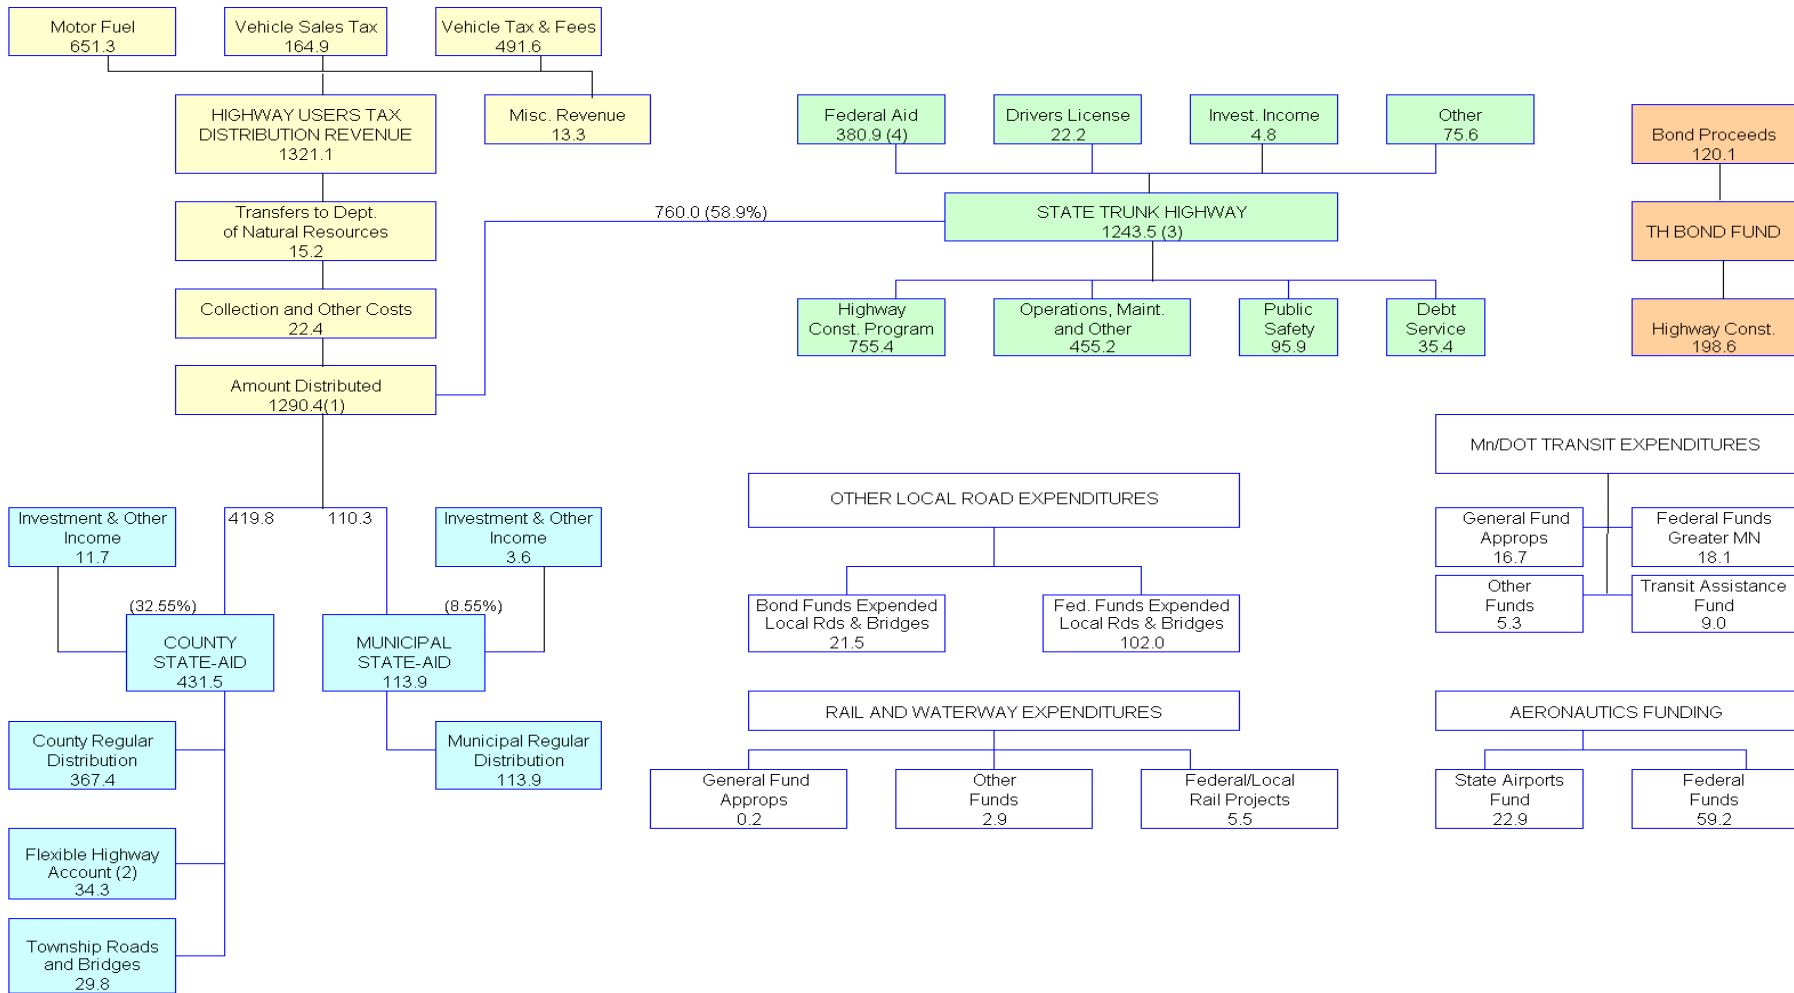 Motor Fuel
651.3
Vehicle Sales Tax
164.9
Vehicle Tax & Fees
491.6
HIGHWAY USERS TAX
DISTRIBUTION REVENUE
1321.1
Misc. Revenue
13.3
Transfers to Dept.
of Natural Resources
15.2
Collection and Other Costs
22.4
Amount Distributed
1290.4(1)
760.0 (58.9%)
Federal Aid
380.9 (4)
Drivers License
22.2
Invest. Income
4.8
Other
75.6
STATE TRUNK HIGHWAY
1243.5 (3)
Highway
Const. Program
755.4
Operations, Maint.
and Other
455.2
Public
Safety
95.9
Debt
Service
35.4
Bond Proceeds
120.1
TH BOND FUND
Highway Const.
198.6
Investment & Other
Income
11.7
419.8
110.3
Investment & Other
Income
3.6
(32.55%)
(8.55%)
COUNTY
STATE-AID
431.5
MUNICIPAL
STATE-AID
113.9
County Regular
Distribution
367.4
Municipal Regular
Distribution
113.9
Flexible Highway
Account (2)
34.3
Township Roads
and Bridges
29.8
OTHER LOCAL ROAD EXPENDITURES
Bond Funds Expended
Local Rds & Bridges
21.5
Fed. Funds Expended
Local Rds & Bridges
102.0
RAIL AND WATERWAY EXPENDITURES
General Fund
Approps
0.2
Other
Funds
2.9
Federal/Local
Rail Projects
5.5
Mn/DOT TRANSIT EXPENDITURES
General Fund
Approps
16.7
Federal Funds
Greater MN
18.1
Other
Funds
5.3
Transit Assistance
Fund
9.0
AERONAUTICS FUNDING
State Airports
Fund
22.9
Federal
Funds
59.2